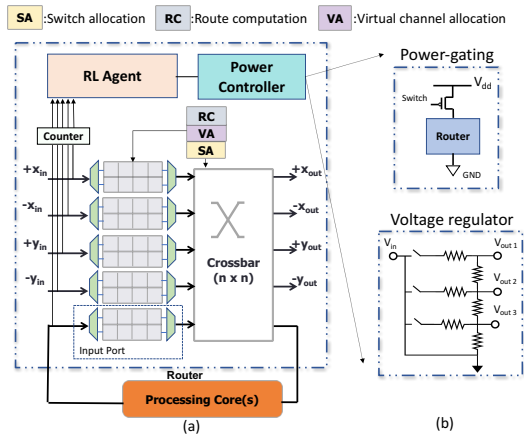 SA :Switch allocation RC :Route computation VA :Virtual channel allocation
RL Agent
Power
Controller
Counter
RC
VA
SA
+xin
-xin
+yin
-yin
+xout
-xout
+yout
-yout
Crossbar
(n x n)
Input Port
Router
Processing Core(s)
(a)
Power-gating
Vdd
Switch
Router
GND
Voltage regulator
Vin
Vout 1
Vout 2
Vout 3
(b)